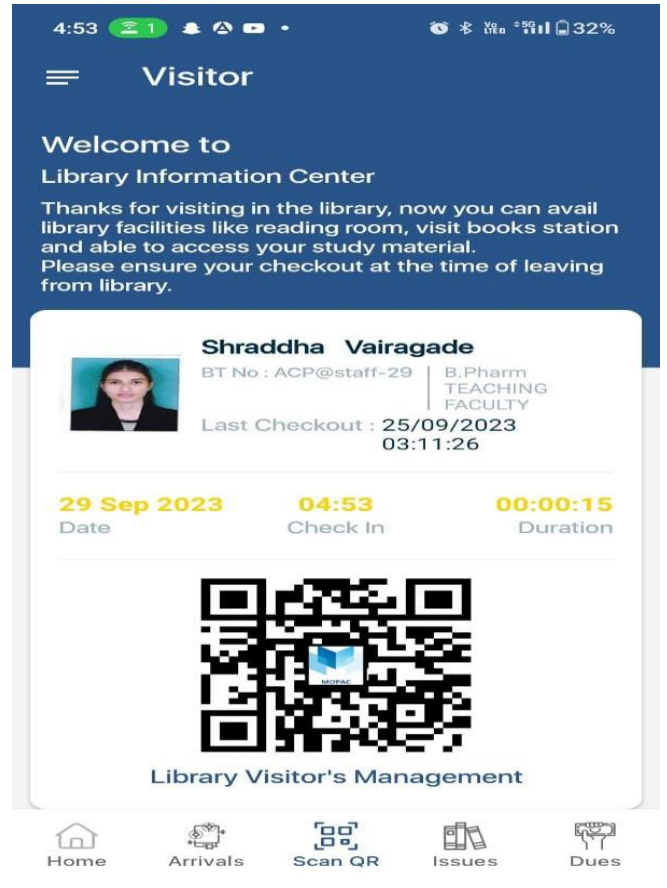 4:53 1 32%
Visitor
Welcome to
Library Information Center
Thanks for visiting in the library, now you can avail
library facilities like reading room, visit books station
and able to access your study material.
Please ensure your checkout at the time of leaving
from library.
Shraddha Vairagade
BT No : ACP@staff-29
B.Pharm
TEACHING
FACULTY
Last Checkout : 25/09/2023
03:11:26
29 Sep 2023 04:53 00:00:15
Date Check In Duration
MOPAC
Library Visitor's Management
Home Arrivals Scan QR Issues Dues